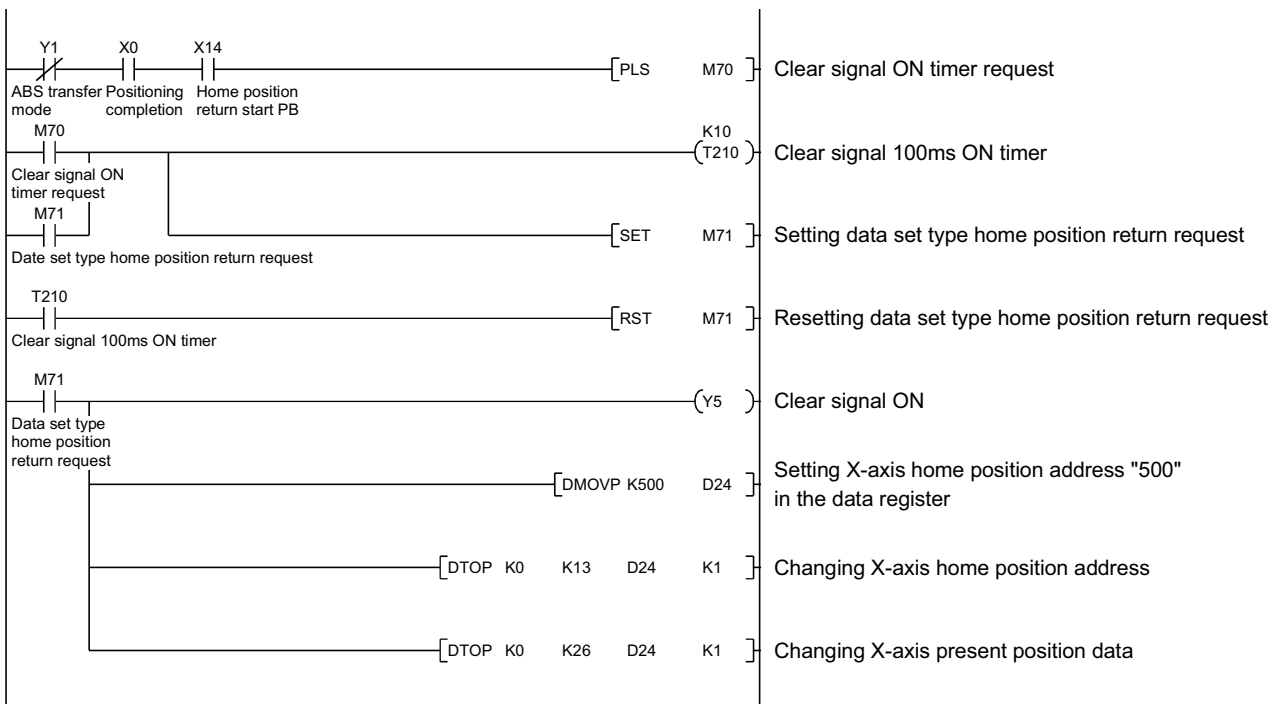 Y1 X0 X14
[PLS M70] Clear signal ON timer request
ABS transfer mode
Positioning completion
Home position return start PB
M70
K10
(T210) Clear signal 100ms ON timer
Clear signal ON
timer request
M71
[SET M71] Setting data set type home position return request
Date set type home position return request
T210
[RST M71] Resetting data set type home position return request
Clear signal 100ms ON timer
M71
(Y5) Clear signal ON
Data set type
home position
return request
[DMOVP K500 D24] Setting X-axis home position address "500"
in the data register
[DTOP K0 K13 D24 K1] Changing X-axis home position address
[DTOP K0 K26 D24 K1] Changing X-axis present position data